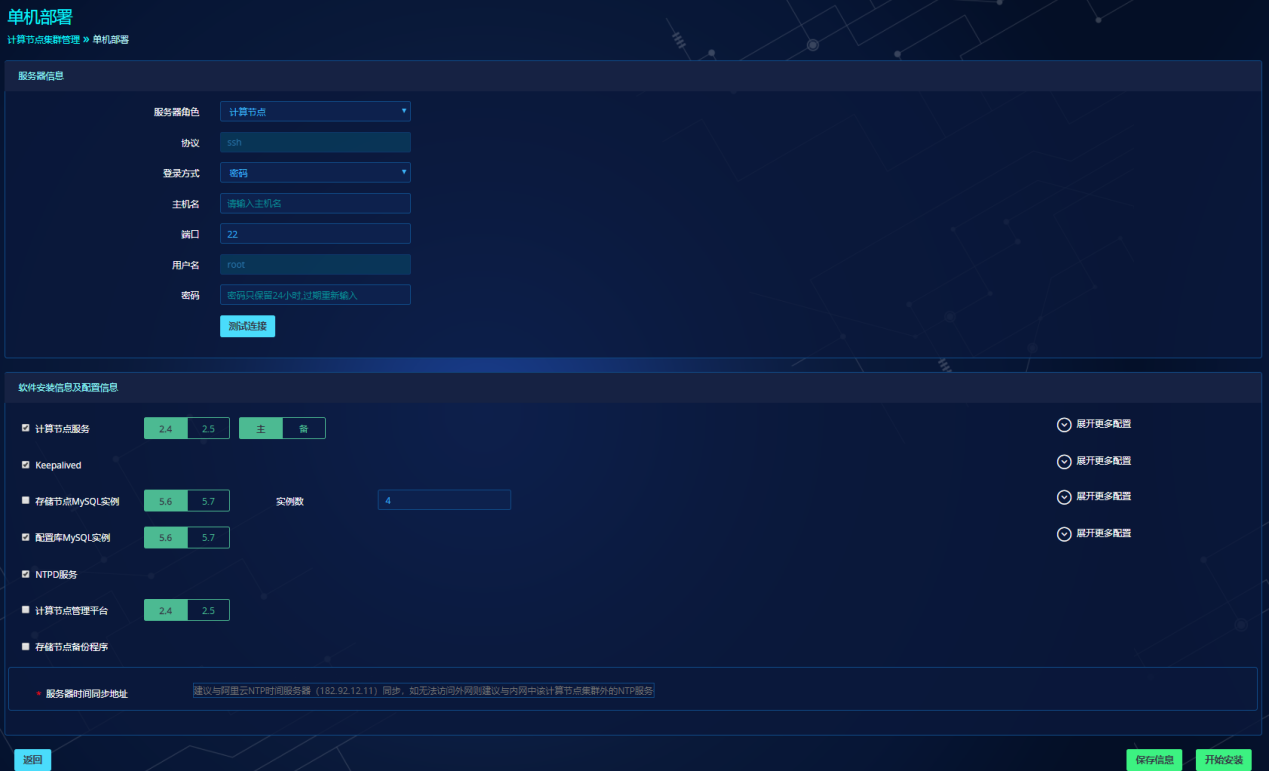 单机部署
计算节点集群管理 » 单机部署
服务器信息
服务器角色 计算节点
协议 ssh
登录方式 密码
主机名 请输入主机名
端口 22
用户名 root
密码 密码只保留24小时,过期重新输入
测试连接
软件安装信息及配置信息
计算节点服务 2.4 2.5 主 备 展开更多配置
Keepalived 展开更多配置
存储节点MySQL实例 5.6 5.7 实例数 4 展开更多配置
配置库MySQL实例 5.6 5.7 展开更多配置
NTPD服务
计算节点管理平台 2.4 2.5
存储节点备份程序
* 服务器时间同步地址 建议与阿里云NTP时间服务器（182.92.12.11）同步，如无法访问外网则建议与内网中该计算节点集群外的NTP服务
返回 保存信息 开始安装